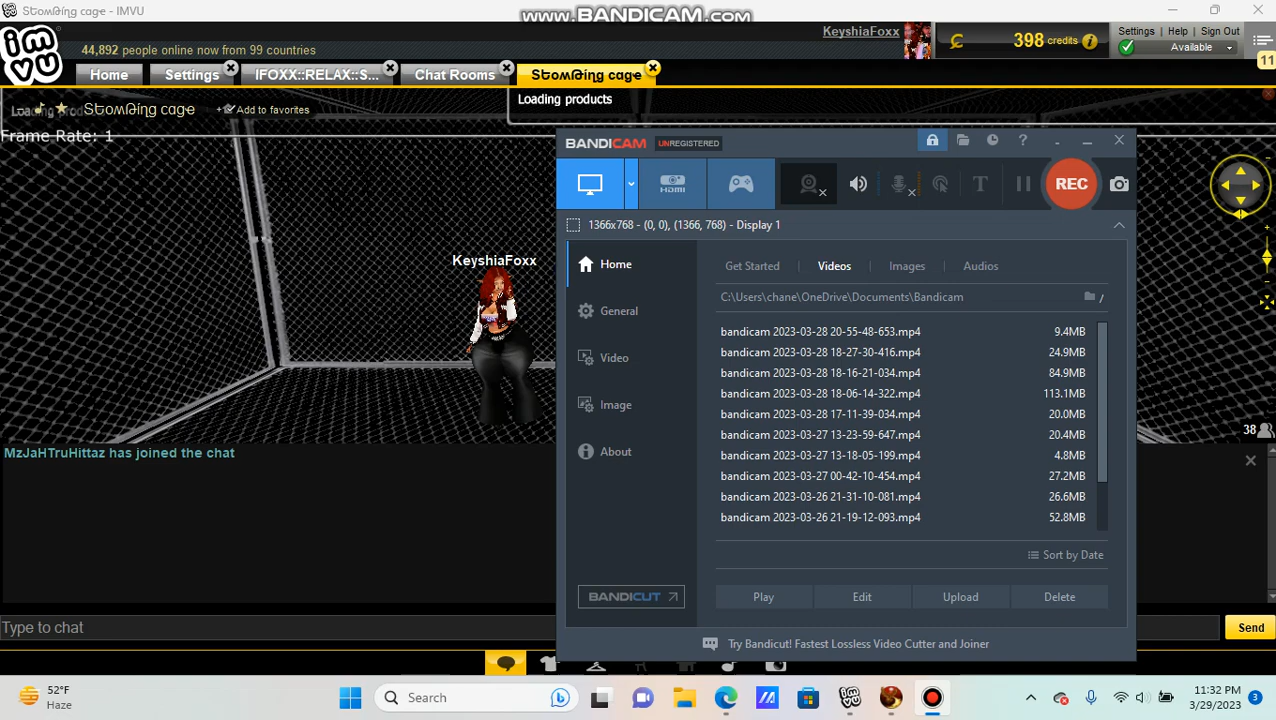 Stomping cage - IMVU
www.BANDICAM.com
imvu
44,892 people online now from 99 countries
KeyshiaFoxx
398 credits
Settings | Help | Sign Out
Available
11
Home
Settings
IFOXX::RELAX::S...
Chat Rooms
Loading products
+ Add to favorites
Frame Rate: 1
KeyshiaFoxx
38
MzJaHTruHittaz has joined the chat
Type to chat
Send
BANDICAM UNREGISTERED
HDMI
REC
1366x768 - (0, 0), (1366, 768) - Display 1
Home
General
Video
Image
About
BANDICUT
Get Started
Videos
Images
Audios
C:\Users\chane\OneDrive\Documents\Bandicam
bandicam 2023-03-28 20-55-48-653.mp4 9.4MB
bandicam 2023-03-28 18-27-30-416.mp4 24.9MB
bandicam 2023-03-28 18-16-21-034.mp4 84.9MB
bandicam 2023-03-28 18-06-14-322.mp4 113.1MB
bandicam 2023-03-28 17-11-39-034.mp4 20.0MB
bandicam 2023-03-27 13-23-59-647.mp4 20.4MB
bandicam 2023-03-27 13-18-05-199.mp4 4.8MB
bandicam 2023-03-27 00-42-10-454.mp4 27.2MB
bandicam 2023-03-26 21-31-10-081.mp4 26.6MB
bandicam 2023-03-26 21-19-12-093.mp4 52.8MB
Sort by Date
Play
Edit
Upload
Delete
Try Bandicut! Fastest Lossless Video Cutter and Joiner
52°F
Haze
Search
11:32 PM
3/29/2023
3